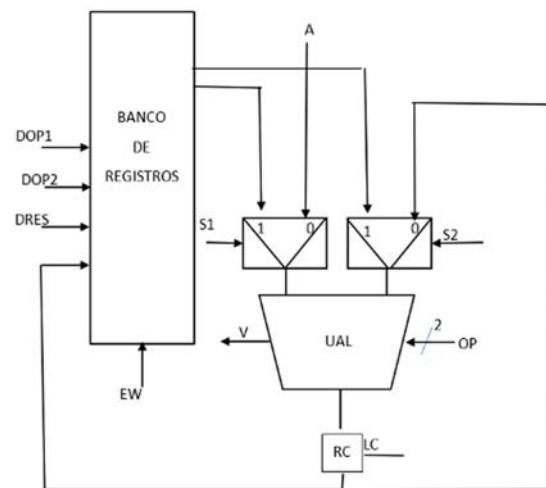 A
BANCO
DE
REGISTROS
DOP1
DOP2
DRES
S1
1 0
1 0
S2
V
UAL
2
OP
EW
RC
LC